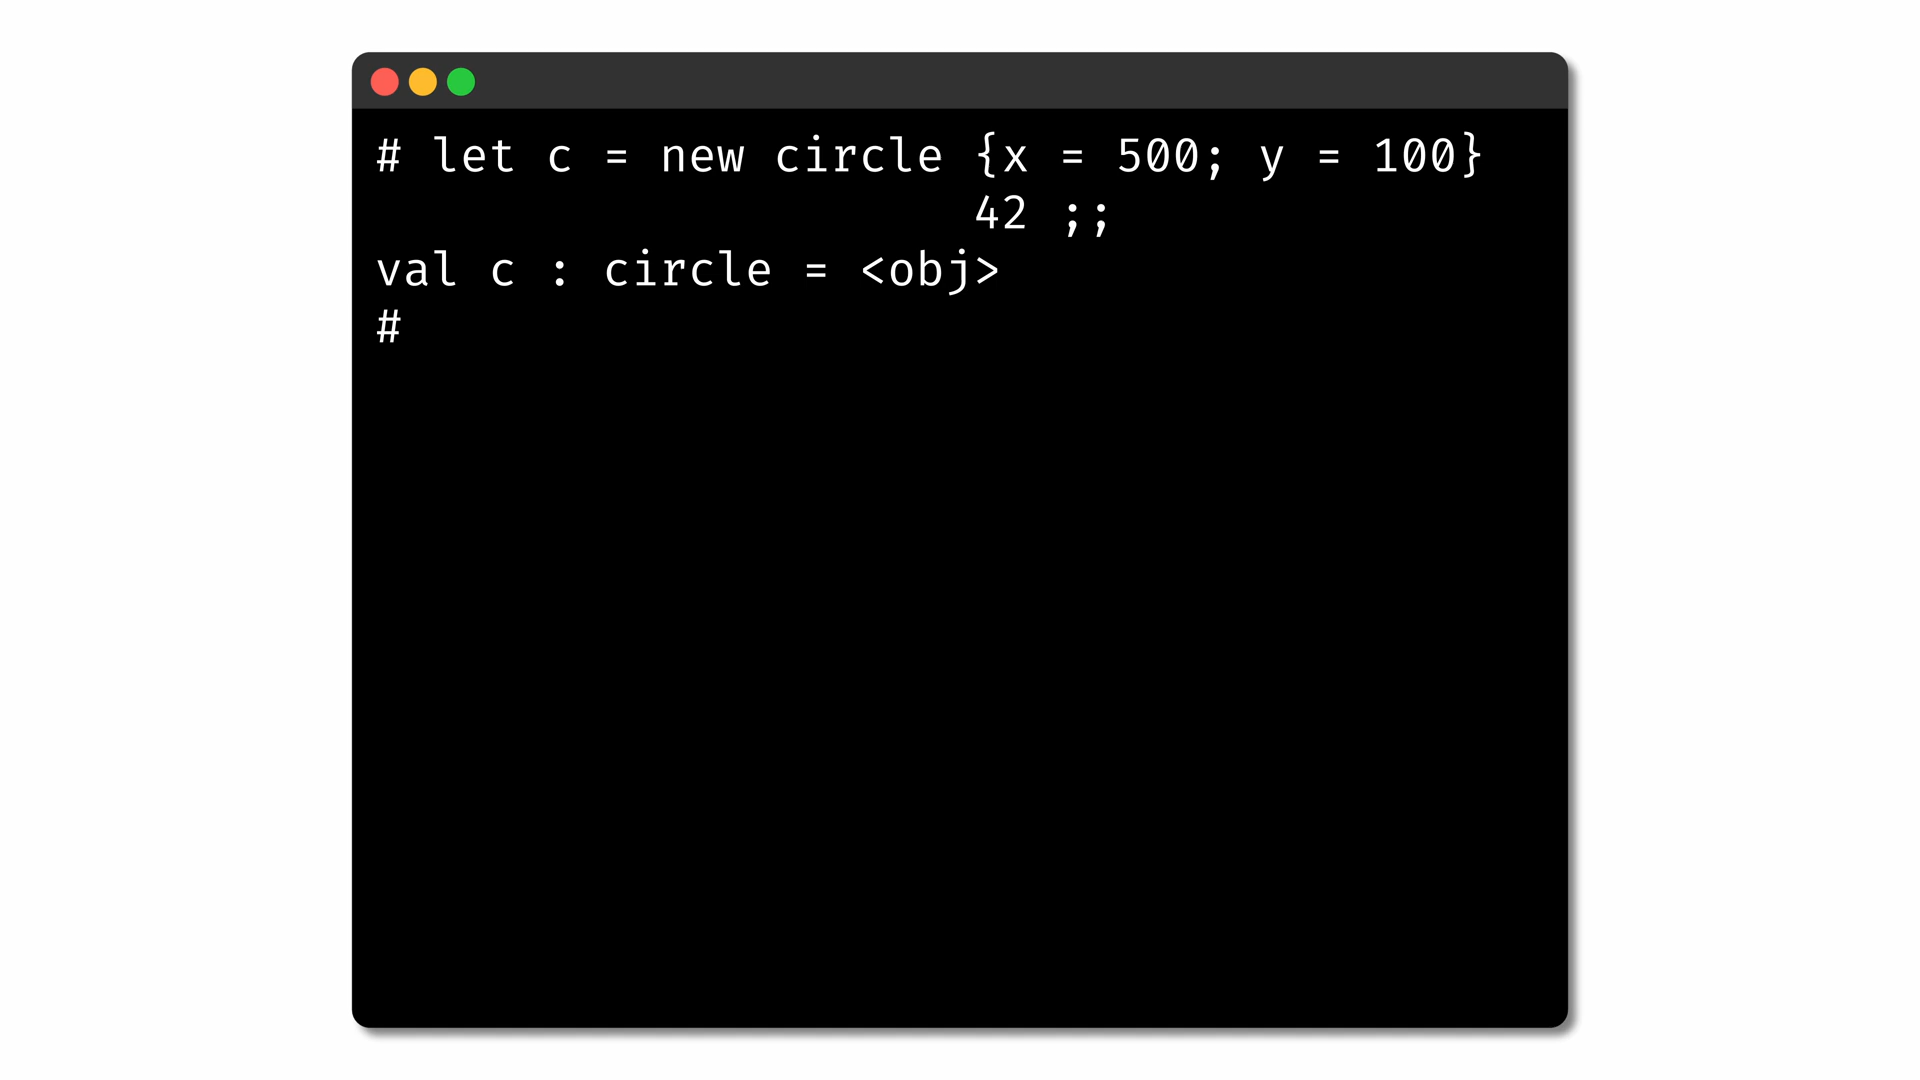 # let c = new circle {x = 500; y = 100}
                     42 ;;
val c : circle = <obj>
#